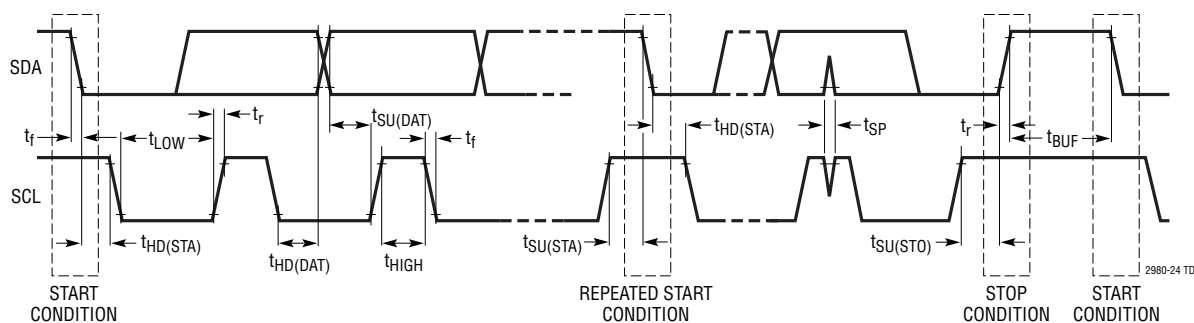 SDA
t_f
t_LOW
t_r
t_SU(DAT)
t_f
t_HD(STA)
t_SP
t_r
t_BUF
SCL
t_HD(STA)
t_HD(DAT)
t_HIGH
t_SU(STA)
t_SU(STO)
2980-24 TD
START
CONDITION
REPEATED START
CONDITION
STOP
CONDITION
START
CONDITION